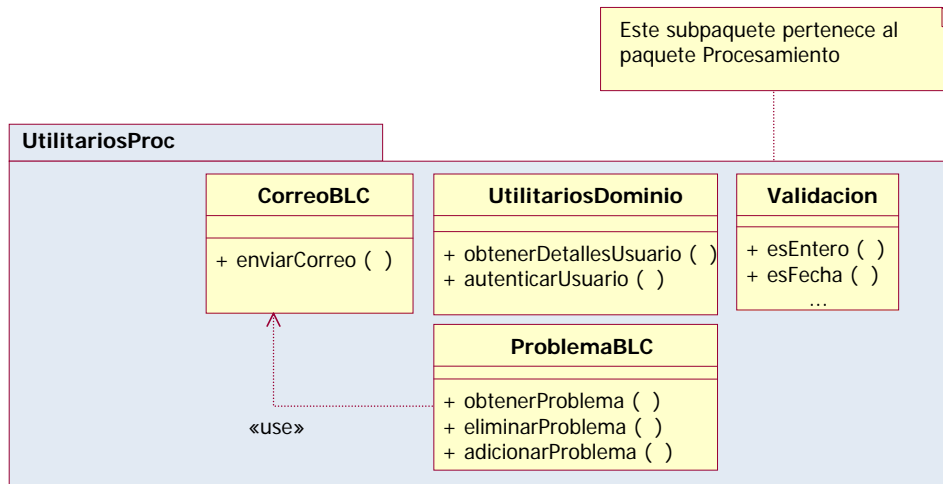 Este subpaquete pertenece al
paquete Procesamiento
UtilitariosProc
CorreoBLC
+ enviarCorreo ( )
UtilitariosDominio
+ obtenerDetallesUsuario ( )
+ autenticarUsuario ( )
Validacion
+ esEntero ( )
+ esFecha ( )
...
ProblemaBLC
+ obtenerProblema ( )
+ eliminarProblema ( )
+ adicionarProblema ( )
«use»